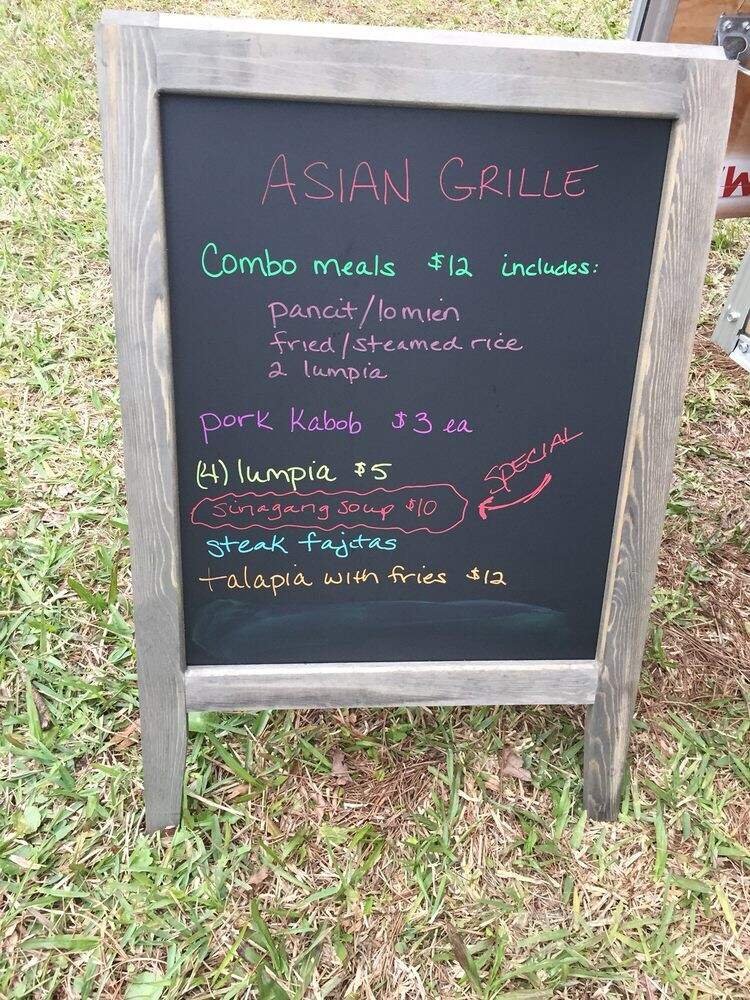 ASIAN GRILLE
Combo meals $12 includes:
pancit/lomien
fried/steamed rice
2 lumpia
pork kabob $3 ea
(4) lumpia $5
SPECIAL
sinagang soup $10
steak fajitas
talapia with fries $12